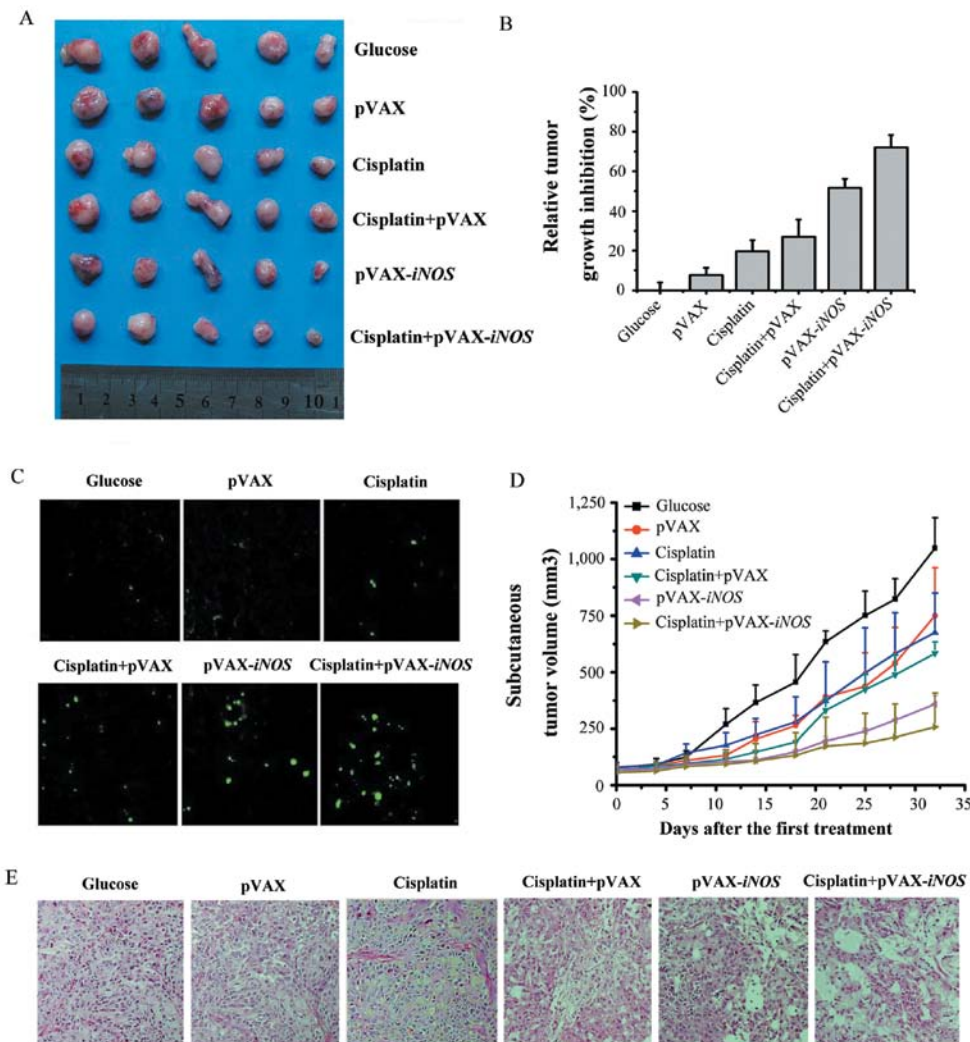 A
Glucose
pVAX
Cisplatin
Cisplatin+pVAX
pVAX-iNOS
Cisplatin+pVAX-iNOS
1 2 3 4 5 6 7 8 9 10 1
B
Relative tumor
growth inhibition (%)
100
80
60
40
20
0
Glucose
pVAX
Cisplatin
Cisplatin+pVAX
pVAX-iNOS
Cisplatin+pVAX-iNOS
C
Glucose pVAX Cisplatin
Cisplatin+pVAX pVAX-iNOS Cisplatin+pVAX-iNOS
D
Subcutaneous
tumor volume (mm3)
1,250
1,000
750
500
250
0
Glucose
pVAX
Cisplatin
Cisplatin+pVAX
pVAX-iNOS
Cisplatin+pVAX-iNOS
0 5 10 15 20 25 30 35
Days after the first treatment
E
Glucose pVAX Cisplatin Cisplatin+pVAX pVAX-iNOS Cisplatin+pVAX-iNOS